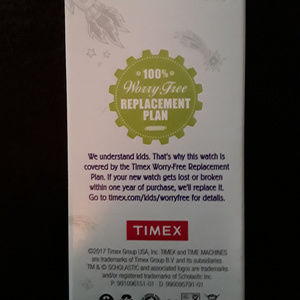 100%
Worry-Free
REPLACEMENT
PLAN
We understand kids. That's why this watch is
covered by the Timex Worry-Free Replacement
Plan. If your new watch gets lost or broken
within one year of purchase, we'll replace it.
Go to timex.com/kids/worryfree for details.
TIMEX
©2017 Timex Group USA, Inc. TIMEX and TIME MACHINES
are trademarks of Timex Group B.V. and its subsidiaries.
TM & © SCHOLASTIC and associated logos are trademarks
and/or registered trademarks of Scholastic Inc.